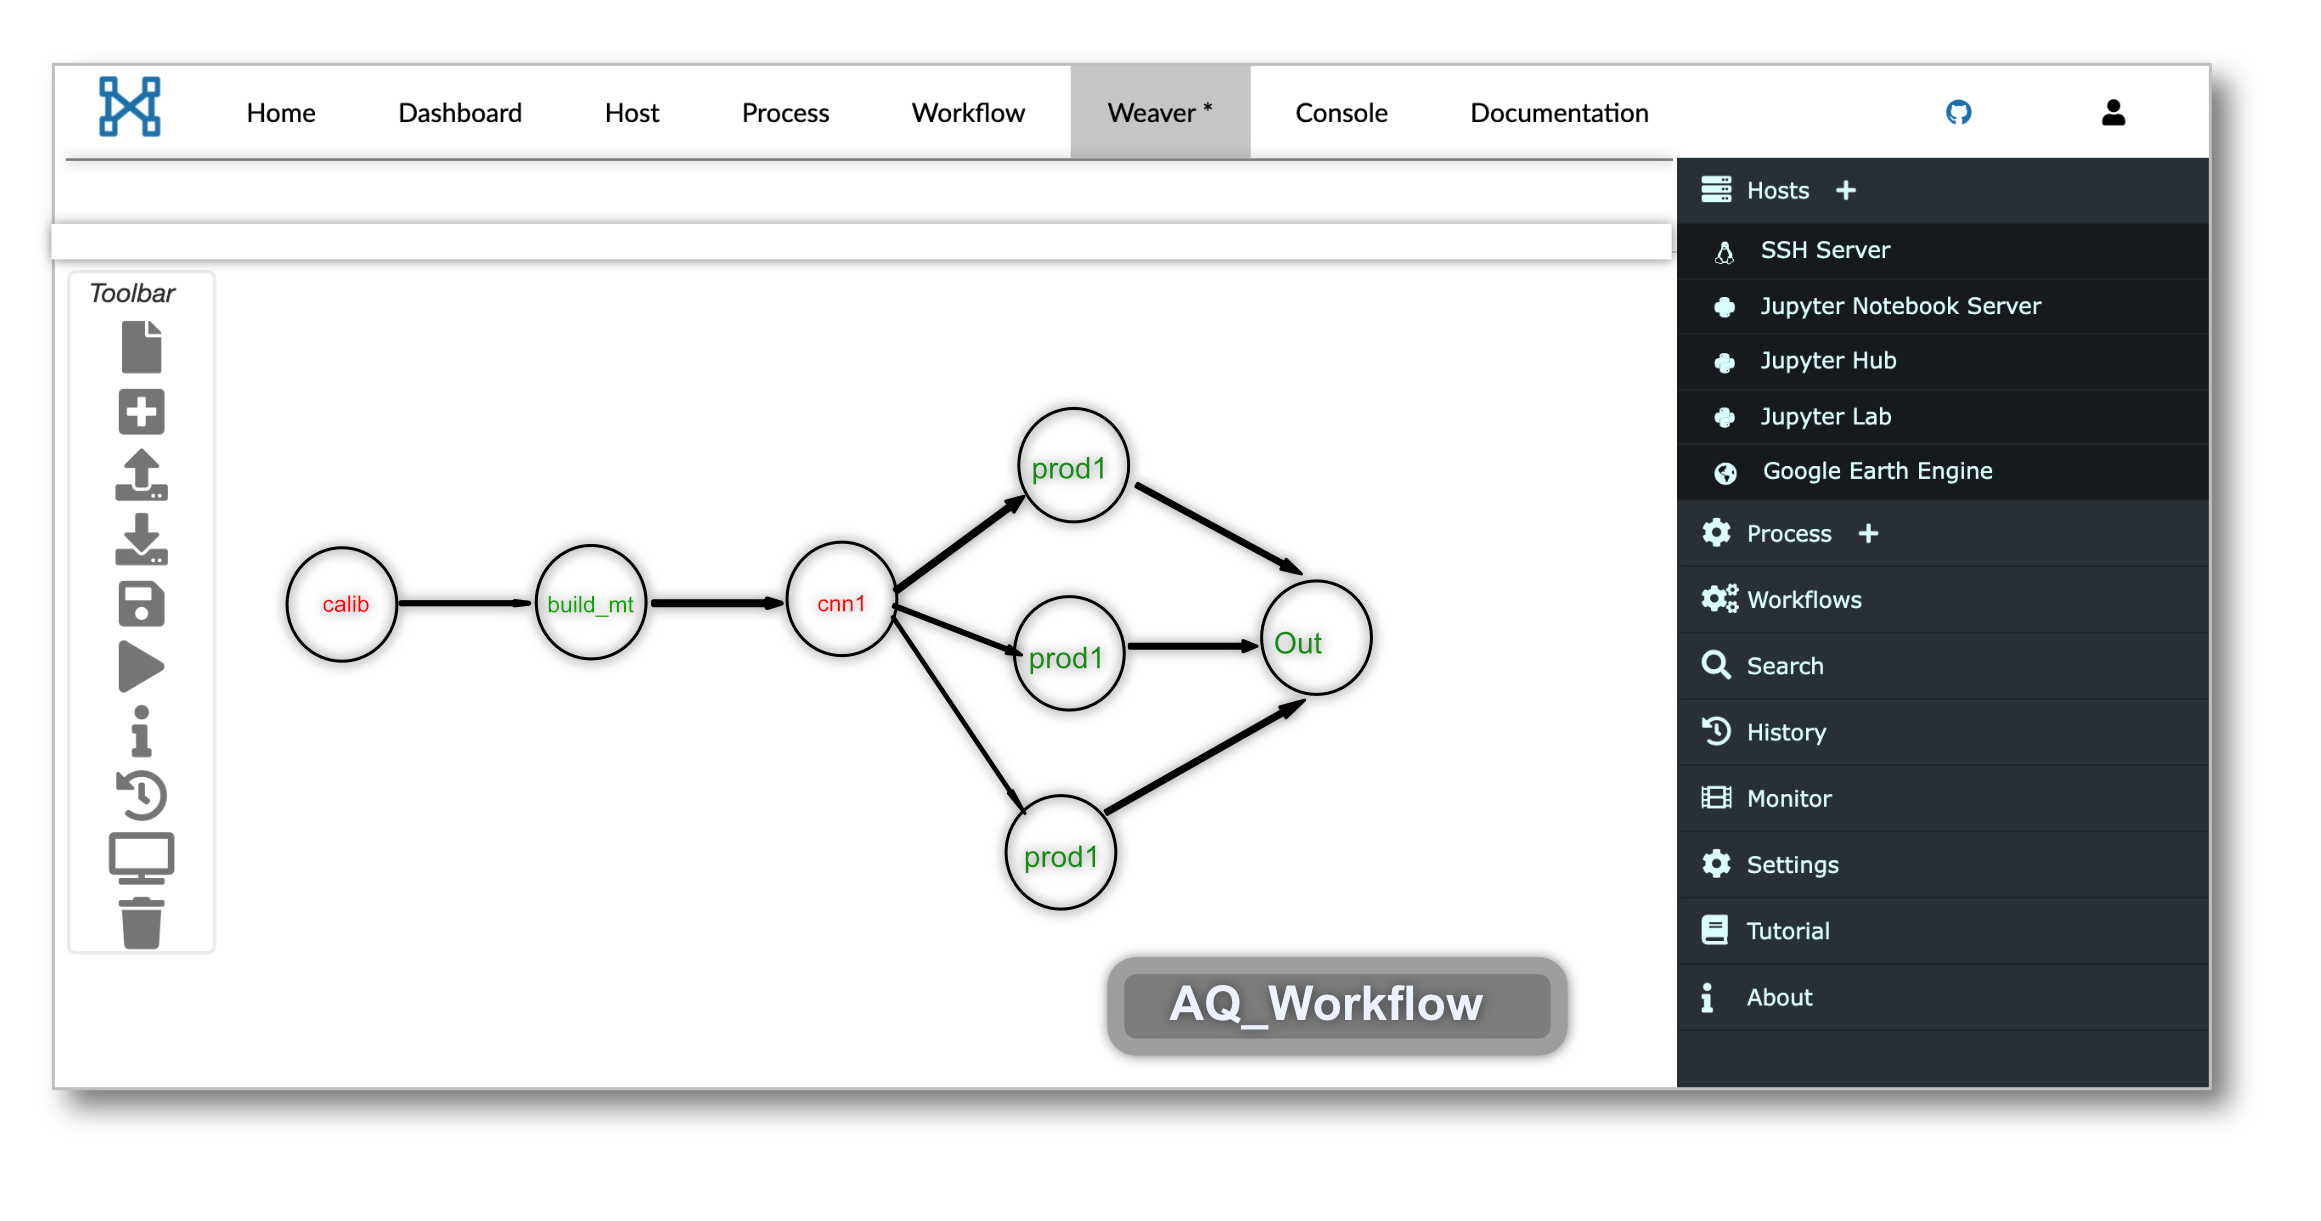 Home Dashboard Host Process Workflow Weaver * Console Documentation
Toolbar
calib
build_mt
cnn1
prod1
prod1
prod1
Out
AQ_Workflow
Hosts +
SSH Server
Jupyter Notebook Server
Jupyter Hub
Jupyter Lab
Google Earth Engine
Process +
Workflows
Search
History
Monitor
Settings
Tutorial
About